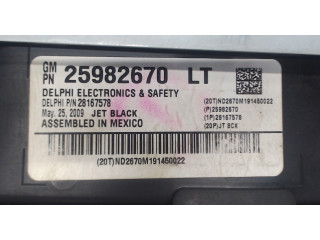 GM PN 25982670 LT
DELPHI ELECTRONICS & SAFETY
DELPHI P/N 28167578
May. 25, 2009 JET BLACK
ASSEMBLED IN MEXICO
(20T)ND2670M191450022
(P)25982670
(1P)28167578
(20P)JT BCK
(20T)ND2670M191450022